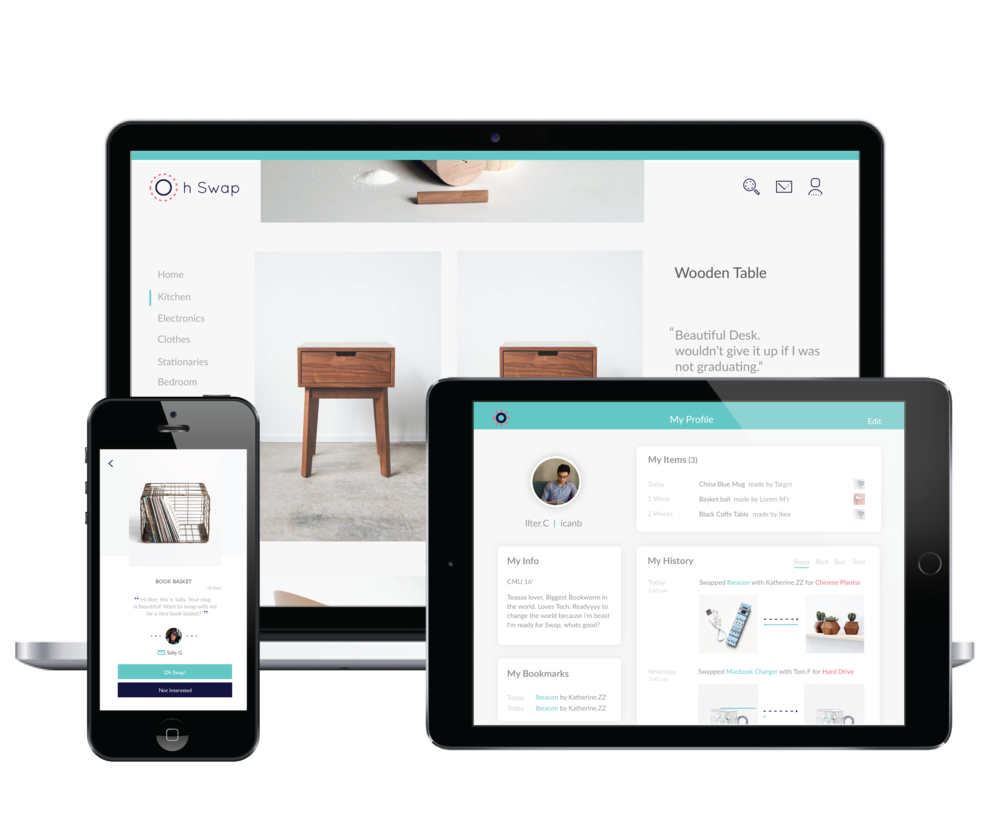 Oh Swap
Home
Kitchen
Electronics
Clothes
Stationaries
Bedroom
Wooden Table
“Beautiful Desk.
wouldn’t give it up if I was
not graduating.”
BOOK BASKET
“ Hi Ilter, this is Sally. Your mug
is beautiful! Want to swap with me
for a nice book basket? ”
Sally. G
Oh Swap!
Not Interested
My Profile
Edit
Ilter.C | icanb
My Info
CMU 16'
Teaaaa lover, Biggest Bookworm in
the world. Loves Tech. Readyyyy to
change the world because i'm beast
I'm ready for Swap, whats good?
My Bookmarks
Today Ibeacon by Katherine.ZZ
Today Ibeacon by Katherine.ZZ
My Items (3)
Today China Blue Mug made by Target
1 Week Basket ball made by Lorem M'r
2 Weeks Black Coffe Table made by Ikea
My History
Swap Rent Buy Sold
Today Swapped Ibeacon with Katherine.ZZ for Chinese Plantss
3:40 pm
Yesterday Swapped Macbook Charger with Tom.F for Hard Drive
3:40 pm